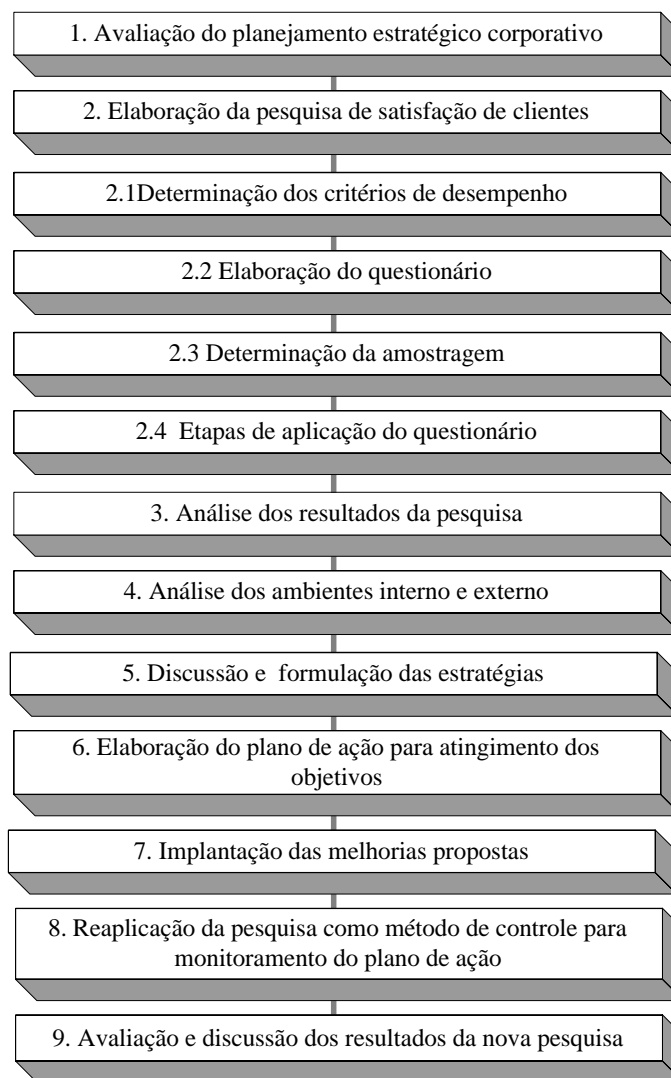 1. Avaliação do planejamento estratégico corporativo
2. Elaboração da pesquisa de satisfação de clientes
2.1Determinação dos critérios de desempenho
2.2 Elaboração do questionário
2.3 Determinação da amostragem
2.4 Etapas de aplicação do questionário
3. Análise dos resultados da pesquisa
4. Análise dos ambientes interno e externo
5. Discussão e formulação das estratégias
6. Elaboração do plano de ação para atingimento dos
objetivos
7. Implantação das melhorias propostas
8. Reaplicação da pesquisa como método de controle para
monitoramento do plano de ação
9. Avaliação e discussão dos resultados da nova pesquisa